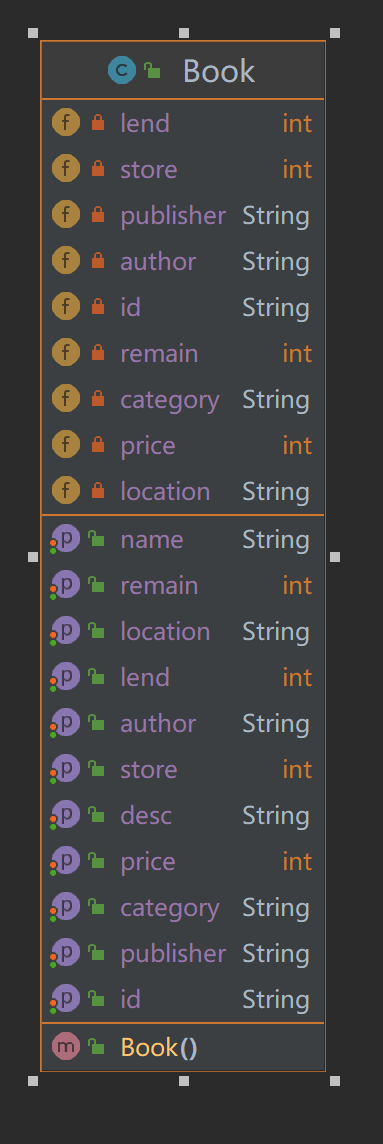 C Book
f lend int
f store int
f publisher String
f author String
f id String
f remain int
f category String
f price int
f location String
p name String
p remain int
p location String
p lend int
p author String
p store int
p desc String
p price int
p category String
p publisher String
p id String
m Book()